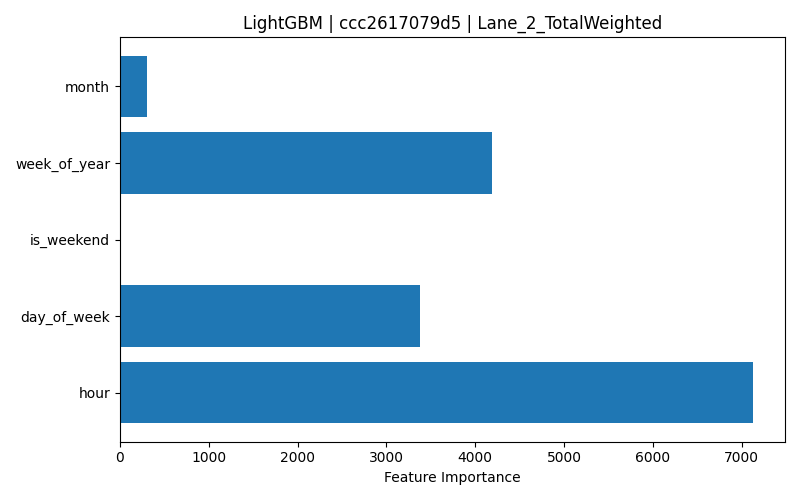 LightGBM | ccc2617079d5 | Lane_2_TotalWeighted
month
week_of_year
is_weekend
day_of_week
hour
0 1000 2000 3000 4000 5000 6000 7000
Feature Importance